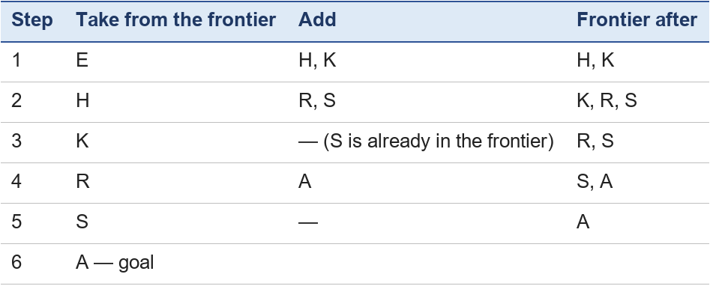 Step Take from the frontier Add Frontier after
1 E H, K H, K
2 H R, S K, R, S
3 K — (S is already in the frontier) R, S
4 R A S, A
5 S — A
6 A — goal